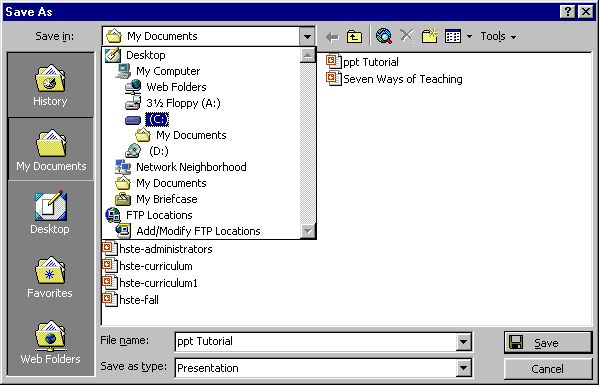 Save As
Save in:
My Documents
Tools
Desktop
My Computer
Web Folders
3½ Floppy (A:)
(C:)
My Documents
(D:)
Network Neighborhood
My Documents
My Briefcase
FTP Locations
Add/Modify FTP Locations
hste-administrators
hste-curriculum
hste-curriculum1
hste-fall
ppt Tutorial
Seven Ways of Teaching
History
My Documents
Desktop
Favorites
Web Folders
File name:
ppt Tutorial
Save
Save as type:
Presentation
Cancel